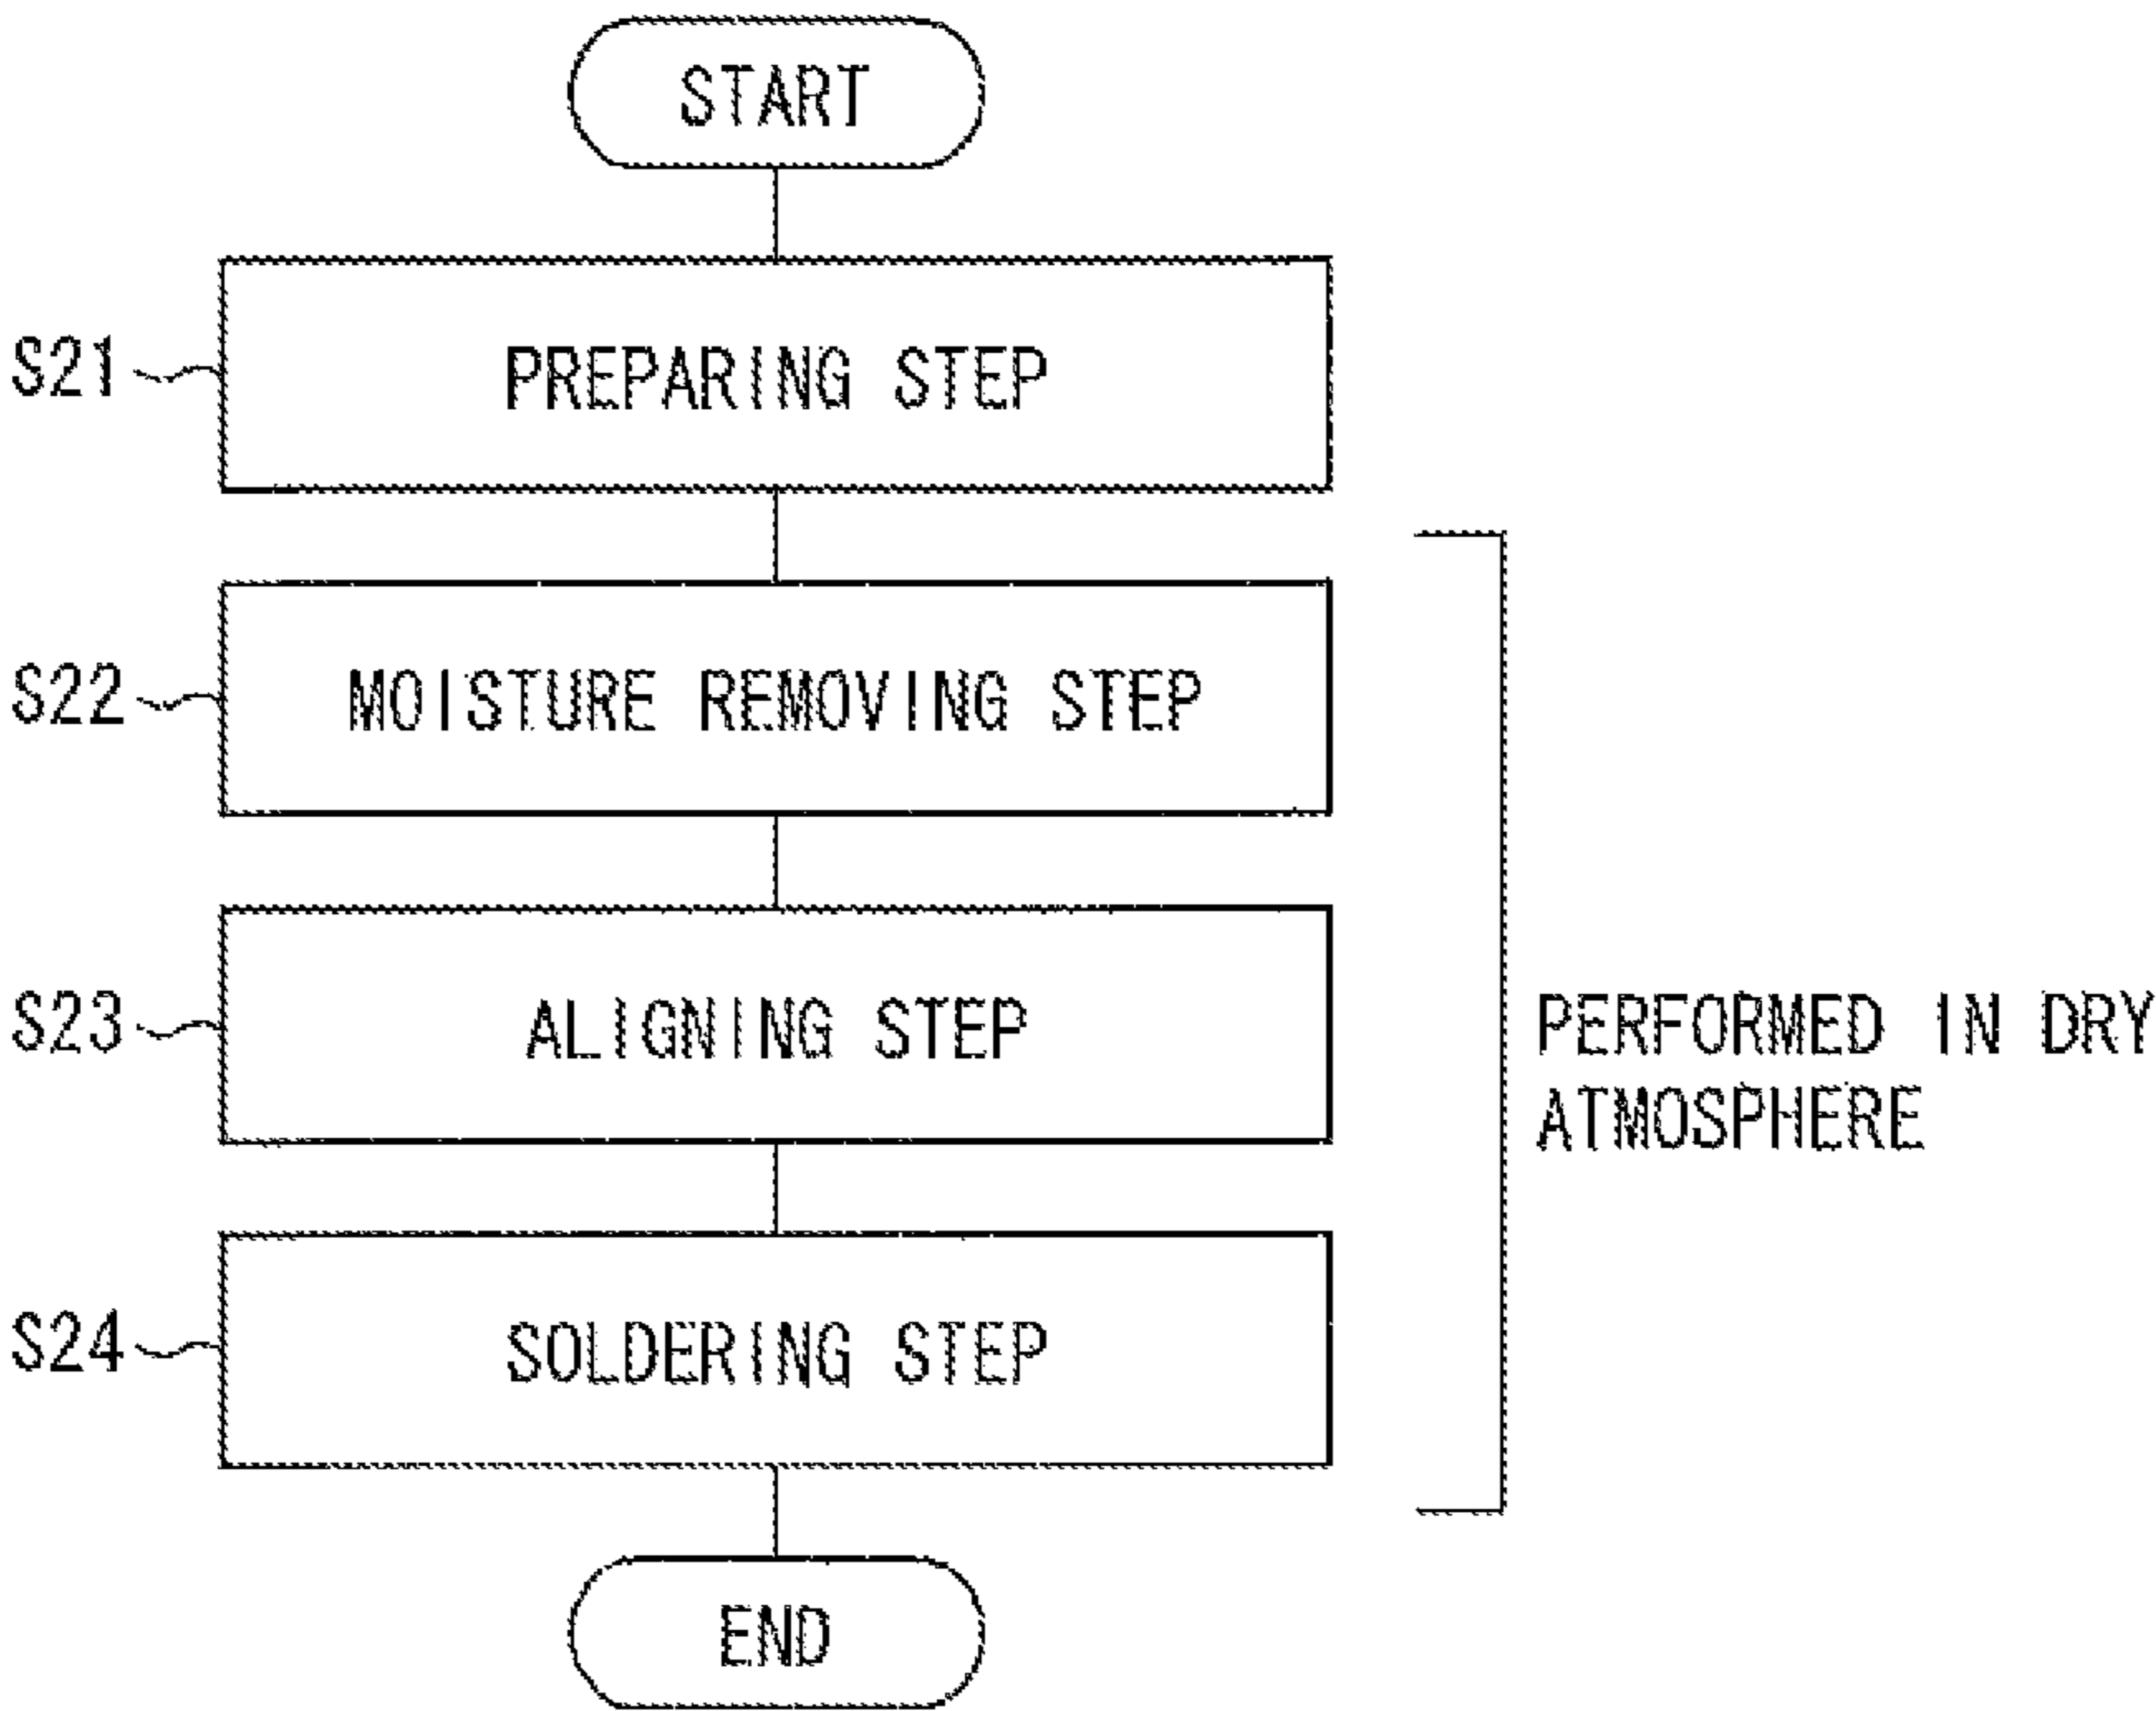 START
S21
PREPARING STEP
S22
MOISTURE REMOVING STEP
S23
ALIGNING STEP
PERFORMED IN DRY
ATMOSPHERE
S24
SOLDERING STEP
END